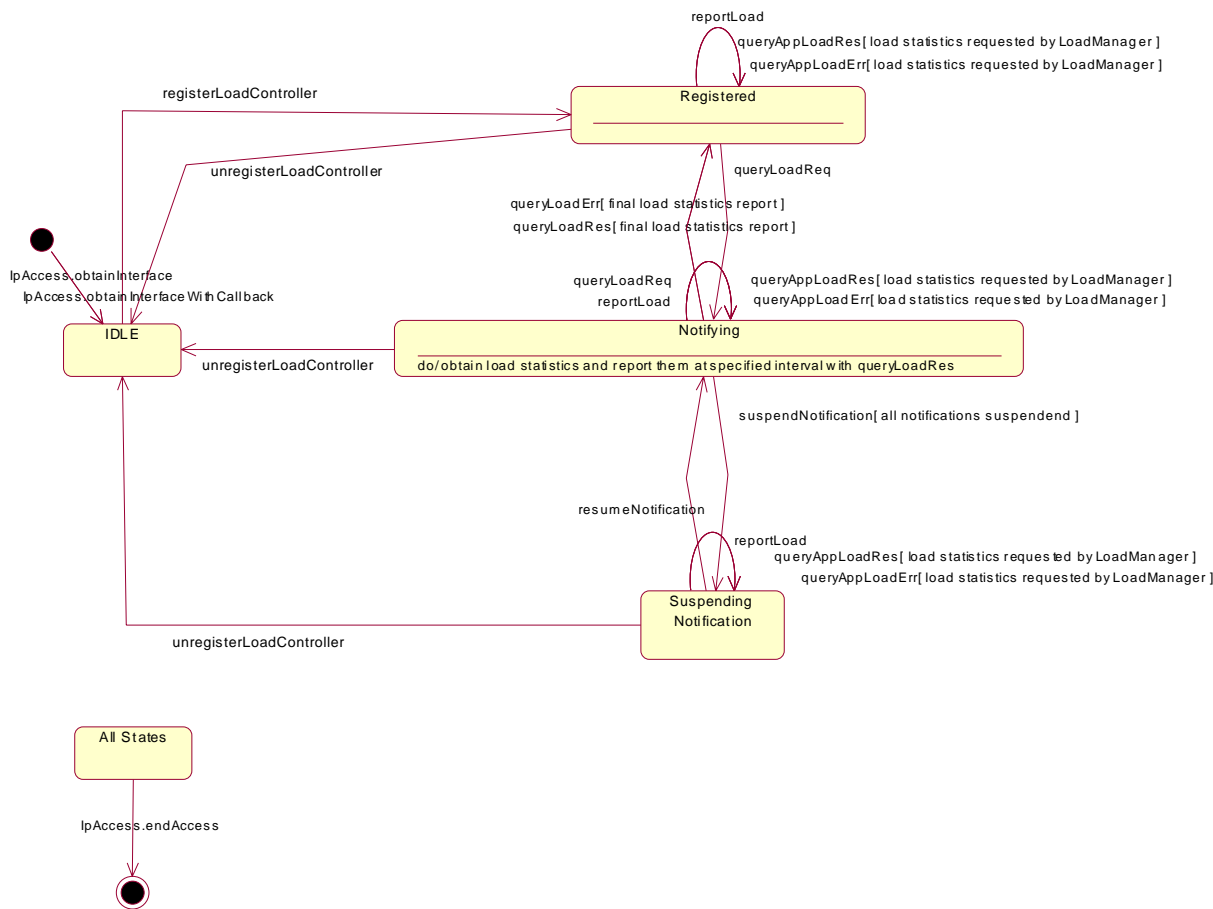 reportLoad
queryAppLoadRes[ load statistics requested by LoadManager ]
queryAppLoadErr[ load statistics requested by LoadManager ]
registerLoadController
Registered
unregisterLoadController
queryLoadReq
queryLoadErr[ final load statistics report ]
queryLoadRes[ final load statistics report ]
IpAccess.obtainInterface
IpAccess.obtainInterfaceWithCallback
queryLoadReq
reportLoad
queryAppLoadRes[ load statistics requested by LoadManager ]
queryAppLoadErr[ load statistics requested by LoadManager ]
IDLE
Notifying
do/ obtain load statistics and report them at specified interval with queryLoadRes
unregisterLoadController
suspendNotification[ all notifications suspendend ]
resumeNotification
reportLoad
queryAppLoadRes[ load statistics requested by LoadManager ]
queryAppLoadErr[ load statistics requested by LoadManager ]
Suspending
Notification
unregisterLoadController
All States
IpAccess.endAccess